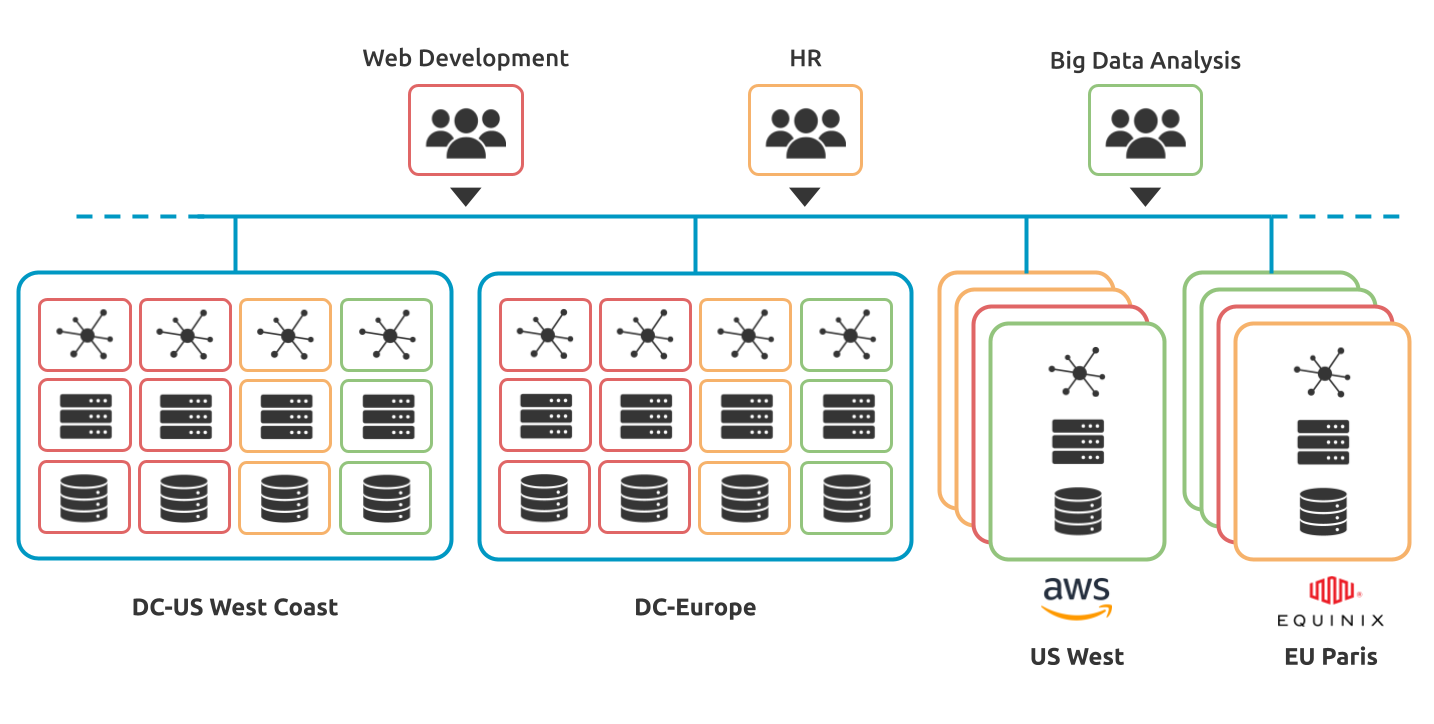 Web Development
HR
Big Data Analysis
DC-US West Coast
DC-Europe
aws
US West
EQUINIX
EU Paris